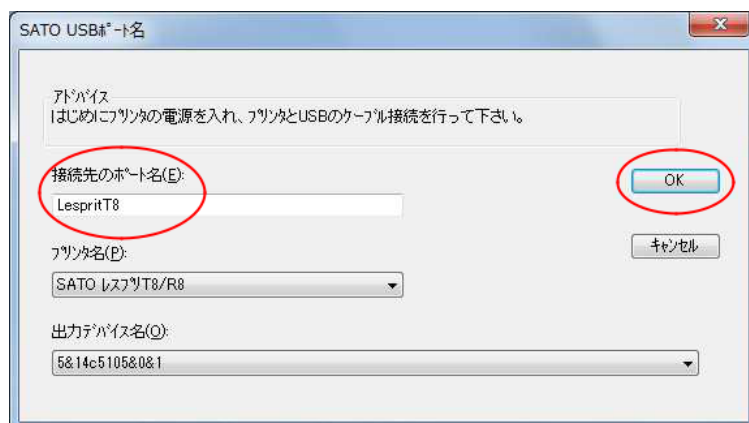 SATO USBﾎﾟｰﾄ名
ｱﾄﾞﾊﾞｲｽ
はじめにﾌﾟﾘﾝﾀの電源を入れ、ﾌﾟﾘﾝﾀとUSBのｹｰﾌﾞﾙ接続を行って下さい。
接続先のﾎﾟｰﾄ名(E):
OK
LespritT8
ｷｬﾝｾﾙ
ﾌﾟﾘﾝﾀ名(P):
SATO ﾚｽﾌﾟﾘT8/R8
出力ﾃﾞﾊﾞｲｽ名(O):
5&14c5105&0&1